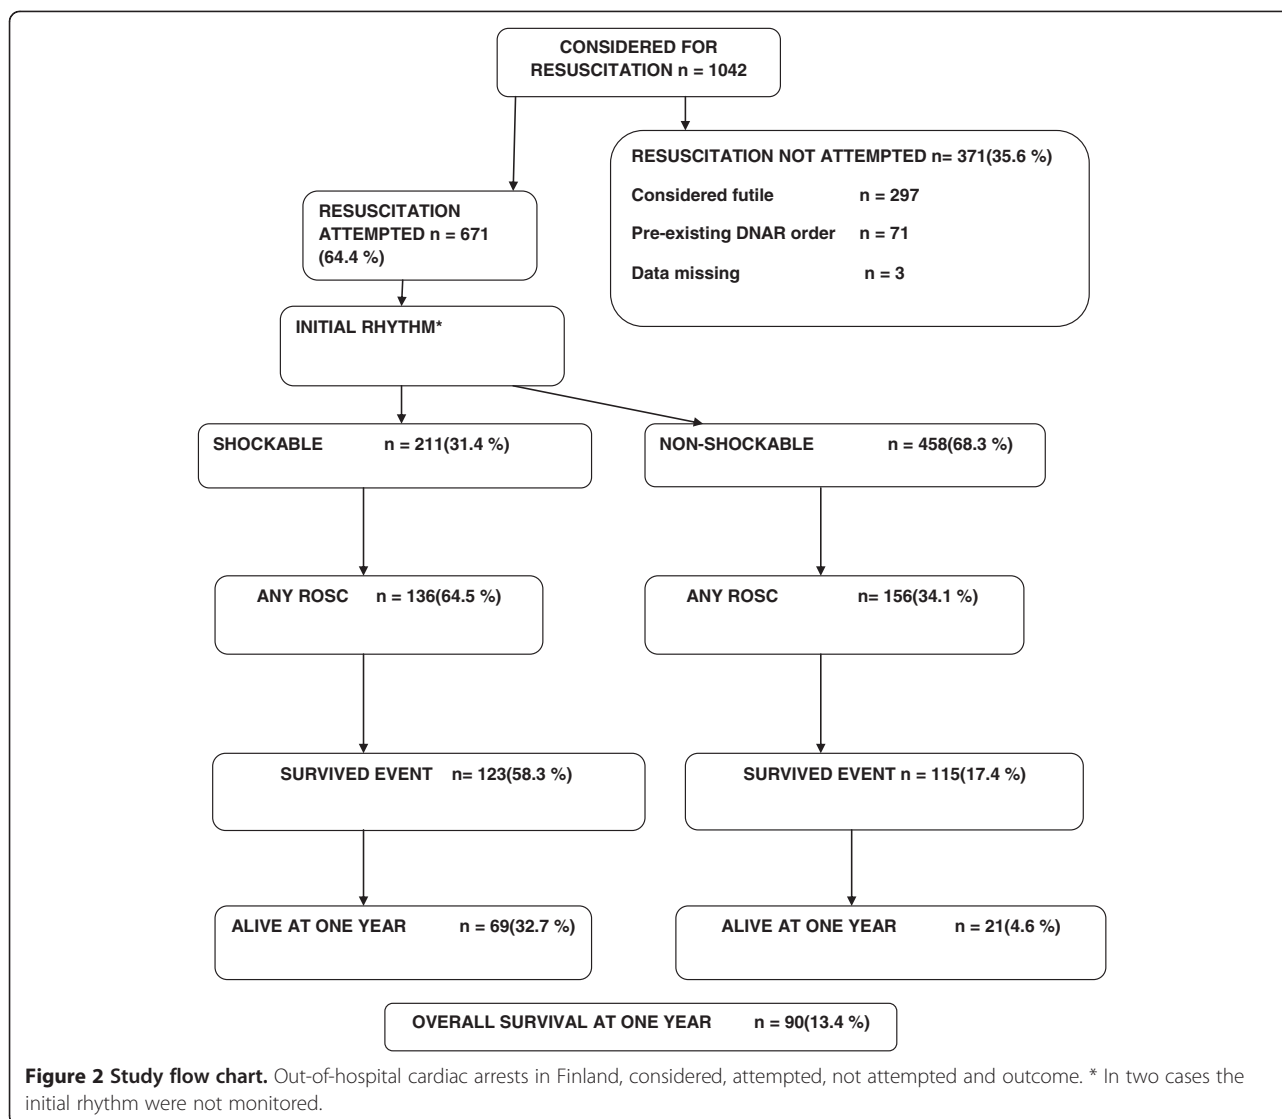 CONSIDERED FOR
RESUSCITATION n = 1042
RESUSCITATION NOT ATTEMPTED n= 371(35.6 %)
Considered futile n = 297
Pre-existing DNAR order n = 71
Data missing n = 3
RESUSCITATION
ATTEMPTED n = 671
(64.4 %)
INITIAL RHYTHM*
SHOCKABLE n = 211(31.4 %)
NON-SHOCKABLE n = 458(68.3 %)
ANY ROSC n = 136(64.5 %)
ANY ROSC n= 156(34.1 %)
SURVIVED EVENT n= 123(58.3 %)
SURVIVED EVENT n = 115(17.4 %)
ALIVE AT ONE YEAR n = 69(32.7 %)
ALIVE AT ONE YEAR n = 21(4.6 %)
OVERALL SURVIVAL AT ONE YEAR n = 90(13.4 %)
Figure 2 Study flow chart. Out-of-hospital cardiac arrests in Finland, considered, attempted, not attempted and outcome. * In two cases the
initial rhythm were not monitored.